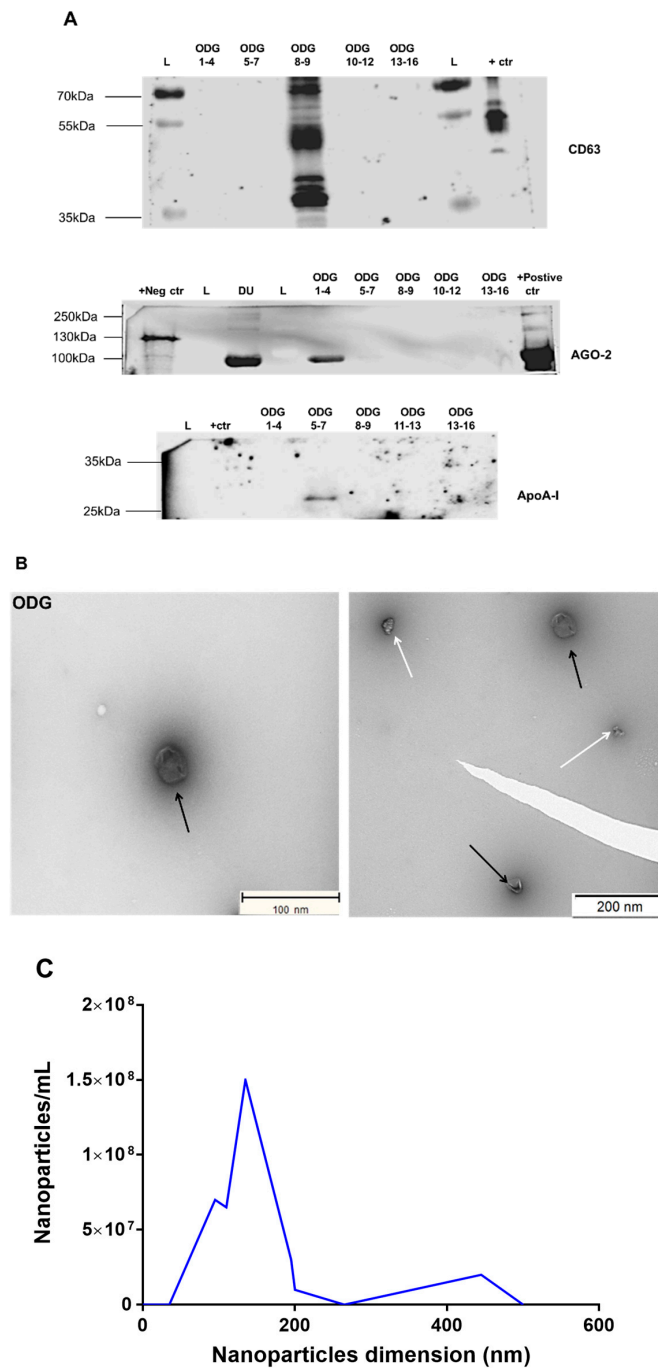 A
L ODG 1-4 ODG 5-7 ODG 8-9 ODG 10-12 ODG 13-16 L + ctr
70kDa
55kDa
CD63
35kDa
+Neg ctr L DU L ODG 1-4 ODG 5-7 ODG 8-9 ODG 10-12 ODG 13-16 +Postive ctr
250kDa
130kDa
100kDa
AGO-2
L +ctr ODG 1-4 ODG 5-7 ODG 8-9 ODG 11-13 ODG 13-16
35kDa
ApoA-I
25kDa
B
ODG
100 nm
200 nm
C
2×10⁸
1.5×10⁸
1×10⁸
5×10⁷
0
Nanoparticles/mL
0 200 400 600
Nanoparticles dimension (nm)